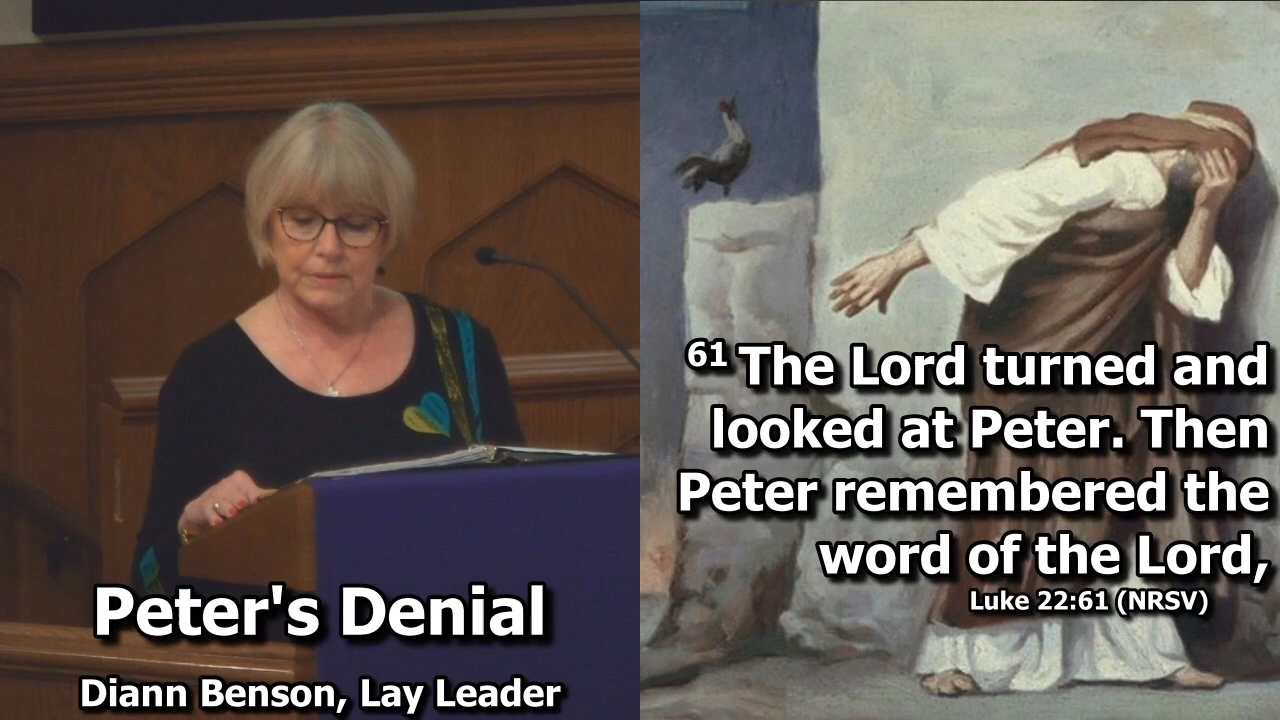 Peter's Denial
Diann Benson, Lay Leader
61 The Lord turned and
looked at Peter. Then
Peter remembered the
word of the Lord,
Luke 22:61 (NRSV)